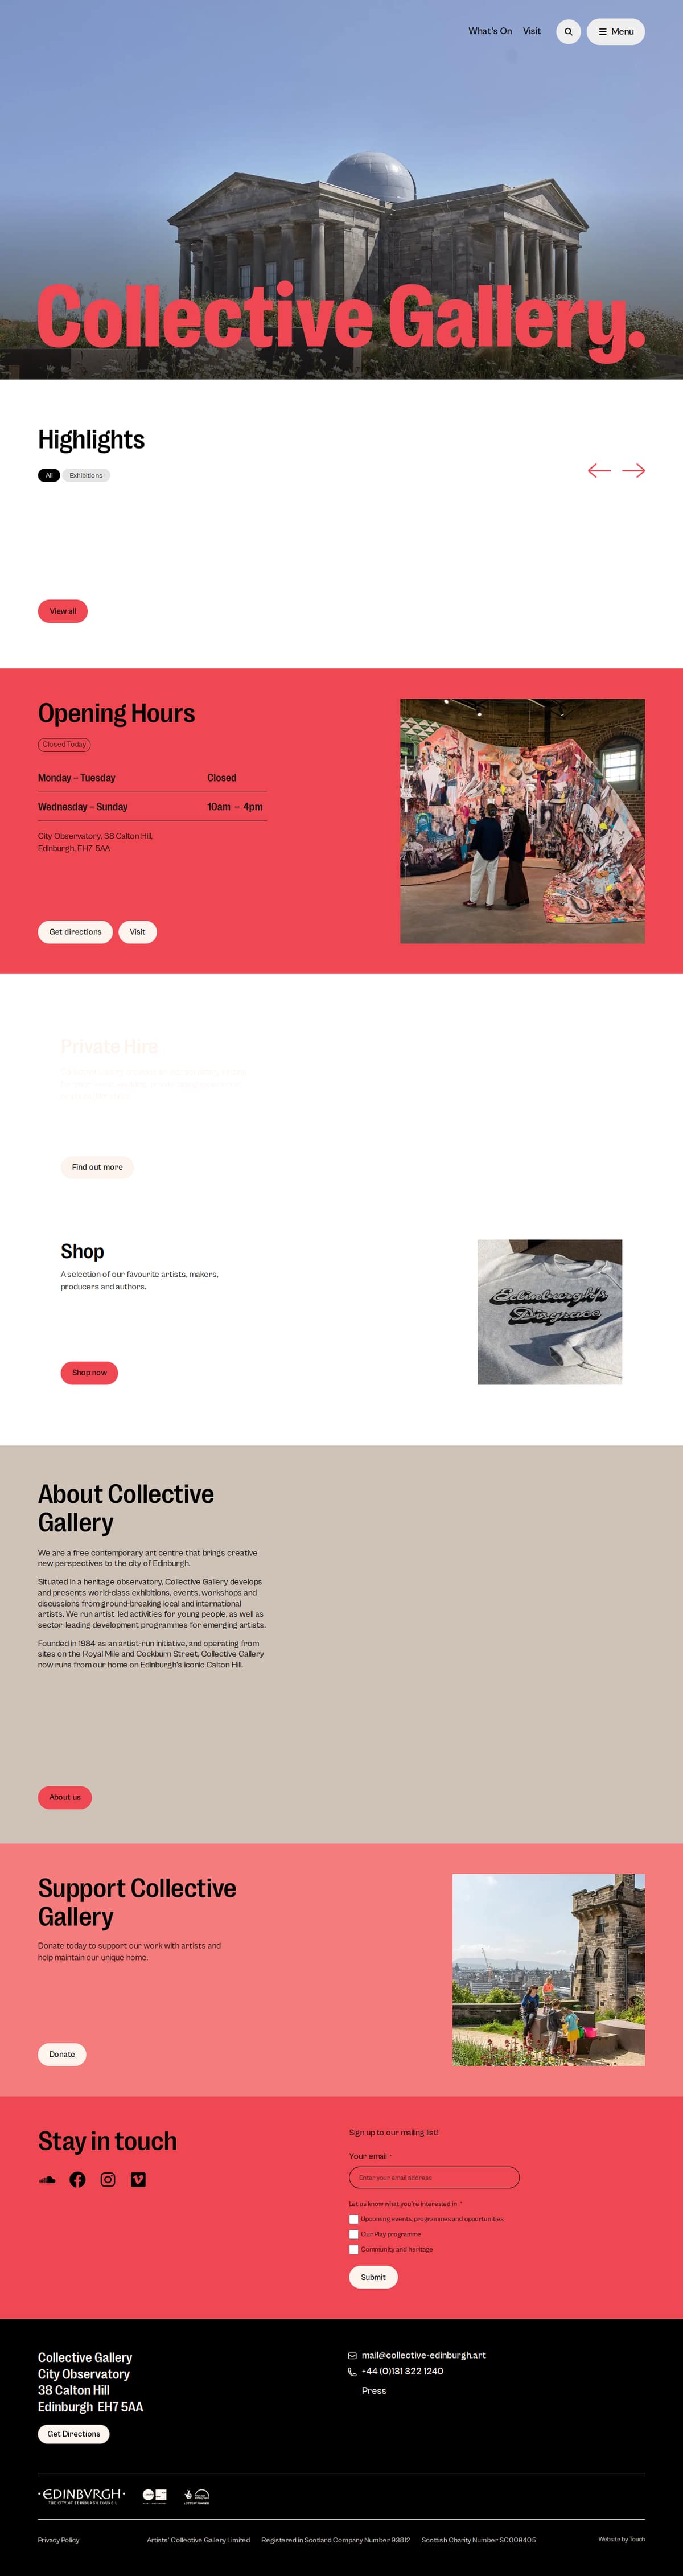 What's On
Visit
Menu
Collective Gallery.
Highlights
All
Exhibitions
View all
Opening Hours
Closed Today
Monday – Tuesday Closed
Wednesday – Sunday 10am – 4pm
City Observatory, 38 Calton Hill,
Edinburgh, EH7 5AA
Get directions
Visit
Private Hire
Find out more
Shop
A selection of our favourite artists, makers,
producers and authors.
Edinburgh's
Disgrace
Shop now
About Collective
Gallery
We are a free contemporary art centre that brings creative
new perspectives to the city of Edinburgh.
Situated in a heritage observatory, Collective Gallery develops
and presents world-class exhibitions, events, workshops and
discussions from ground-breaking local and international
artists. We run artist-led activities for young people, as well as
sector-leading development programmes for emerging artists.
Founded in 1984 as an artist-run initiative, and operating from
sites on the Royal Mile and Cockburn Street, Collective Gallery
now runs from our home on Edinburgh's iconic Calton Hill.
About us
Support Collective
Gallery
Donate today to support our work with artists and
help maintain our unique home.
Donate
Stay in touch
Sign up to our mailing list!
Your email *
Enter your email address
Let us know what you're interested in *
Upcoming events, programmes and opportunities
Our Play programme
Community and heritage
Submit
Collective Gallery
City Observatory
38 Calton Hill
Edinburgh EH7 5AA
Get Directions
mail@collective-edinburgh.art
+44 (0)131 322 1240
Press
·EDINBVRGH·
THE CITY OF EDINBURGH COUNCIL
LOTTERY FUNDED
Privacy Policy
Artists' Collective Gallery Limited
Registered in Scotland Company Number 93812
Scottish Charity Number SC009405
Website by Touch